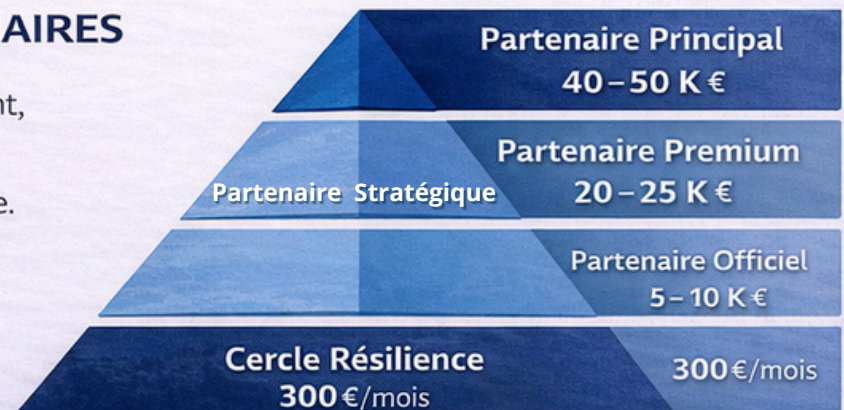 AIRES
nt,
e.
Partenaire Principal
40–50 K €
Partenaire Premium
20–25 K €
Partenaire Stratégique
Partenaire Officiel
5–10 K €
Cercle Résilience
300 €/mois
300 €/mois